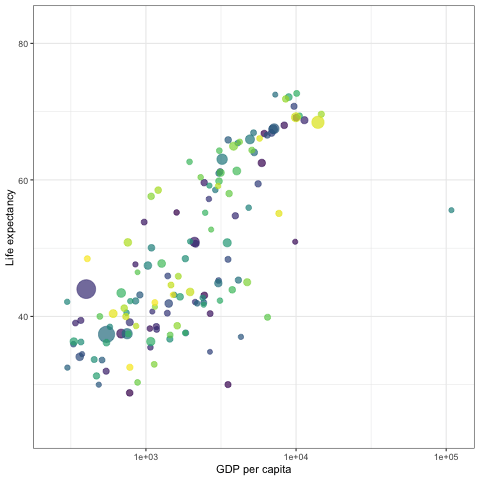 80
60
40
1e+03
1e+04
1e+05
GDP per capita
Life expectancy